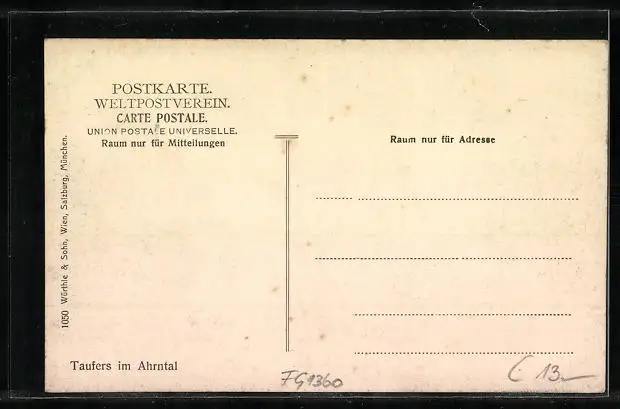 POSTKARTE.
WELTPOSTVEREIN.
CARTE POSTALE.
UNION POSTALE UNIVERSELLE.
Raum nur für Mitteilungen
Raum nur für Adresse
1050 Würthle & Sohn, Wien, Salzburg, München.
Taufers im Ahrntal
FG1360
€ 13.—